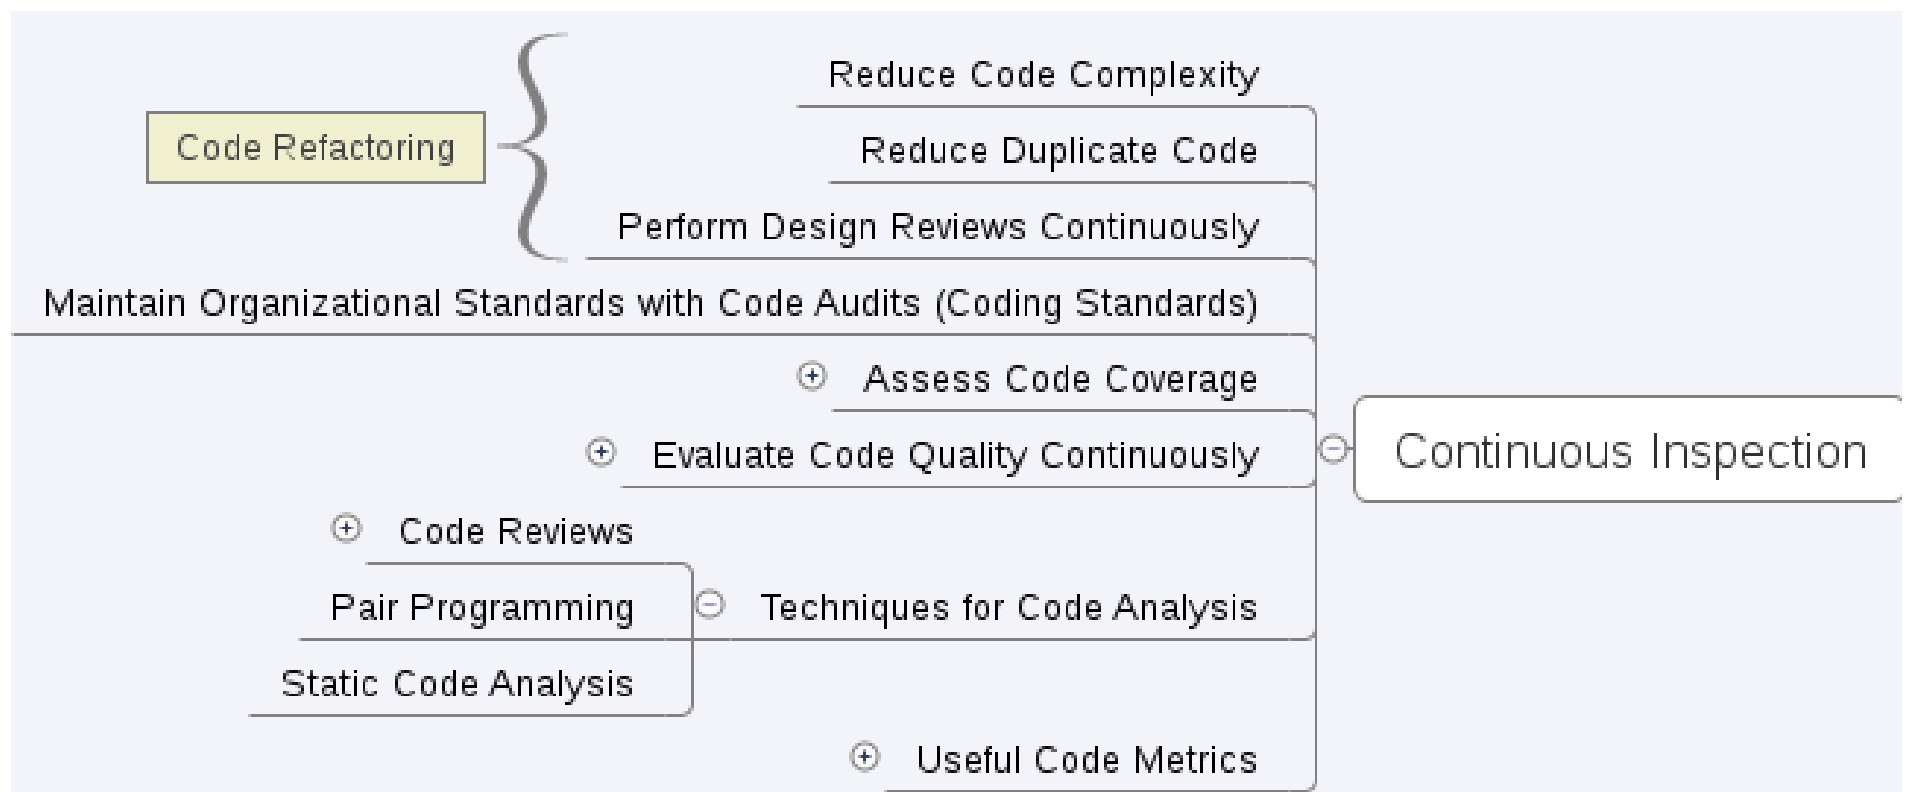 Reduce Code Complexity
Code Refactoring
Reduce Duplicate Code
Perform Design Reviews Continuously
Maintain Organizational Standards with Code Audits (Coding Standards)
Assess Code Coverage
Evaluate Code Quality Continuously
Continuous Inspection
Code Reviews
Pair Programming
Techniques for Code Analysis
Static Code Analysis
Useful Code Metrics